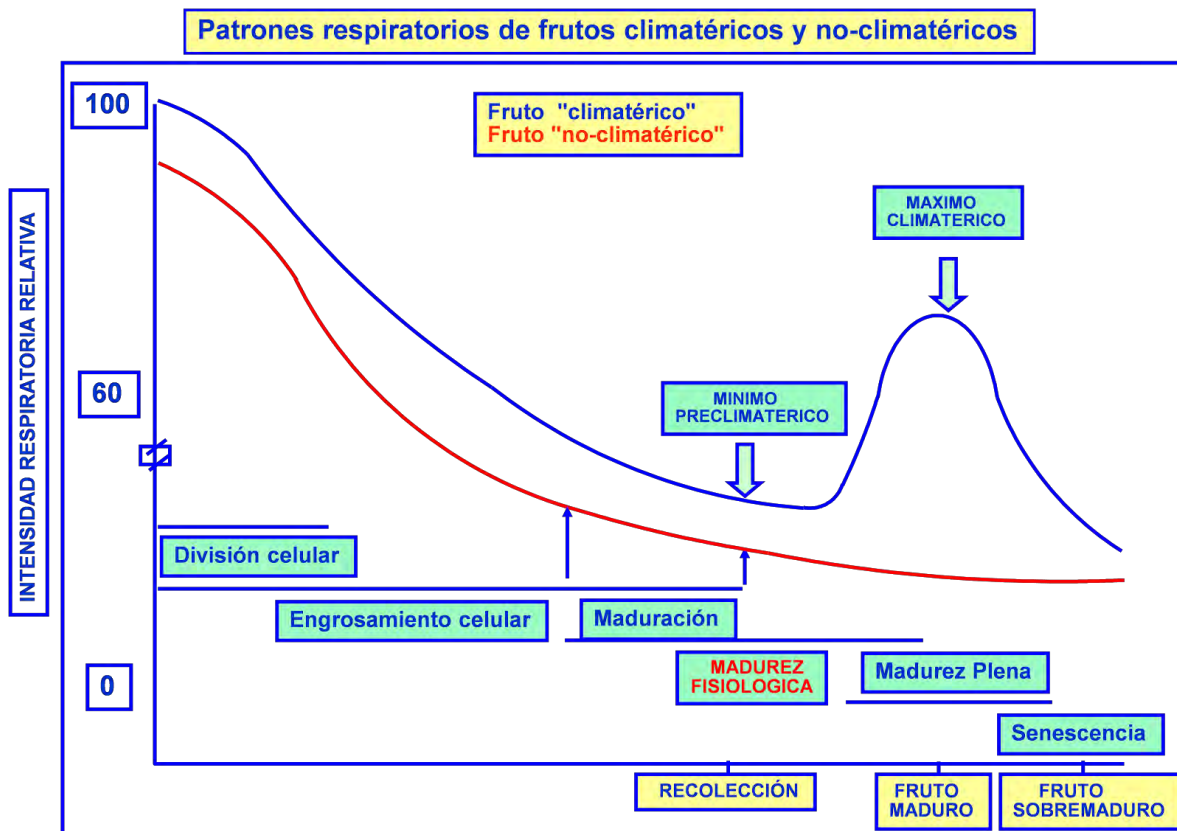 Patrones respiratorios de frutos climatéricos y no-climatéricos
100
Fruto "climatérico"
Fruto "no-climatérico"
MAXIMO
CLIMATERICO
INTENSIDAD RESPIRATORIA RELATIVA
60
MINIMO
PRECLIMATERICO
División celular
Engrosamiento celular
Maduración
0
MADUREZ
FISIOLOGICA
Madurez Plena
Senescencia
RECOLECCIÓN
FRUTO
MADURO
FRUTO
SOBREMADURO